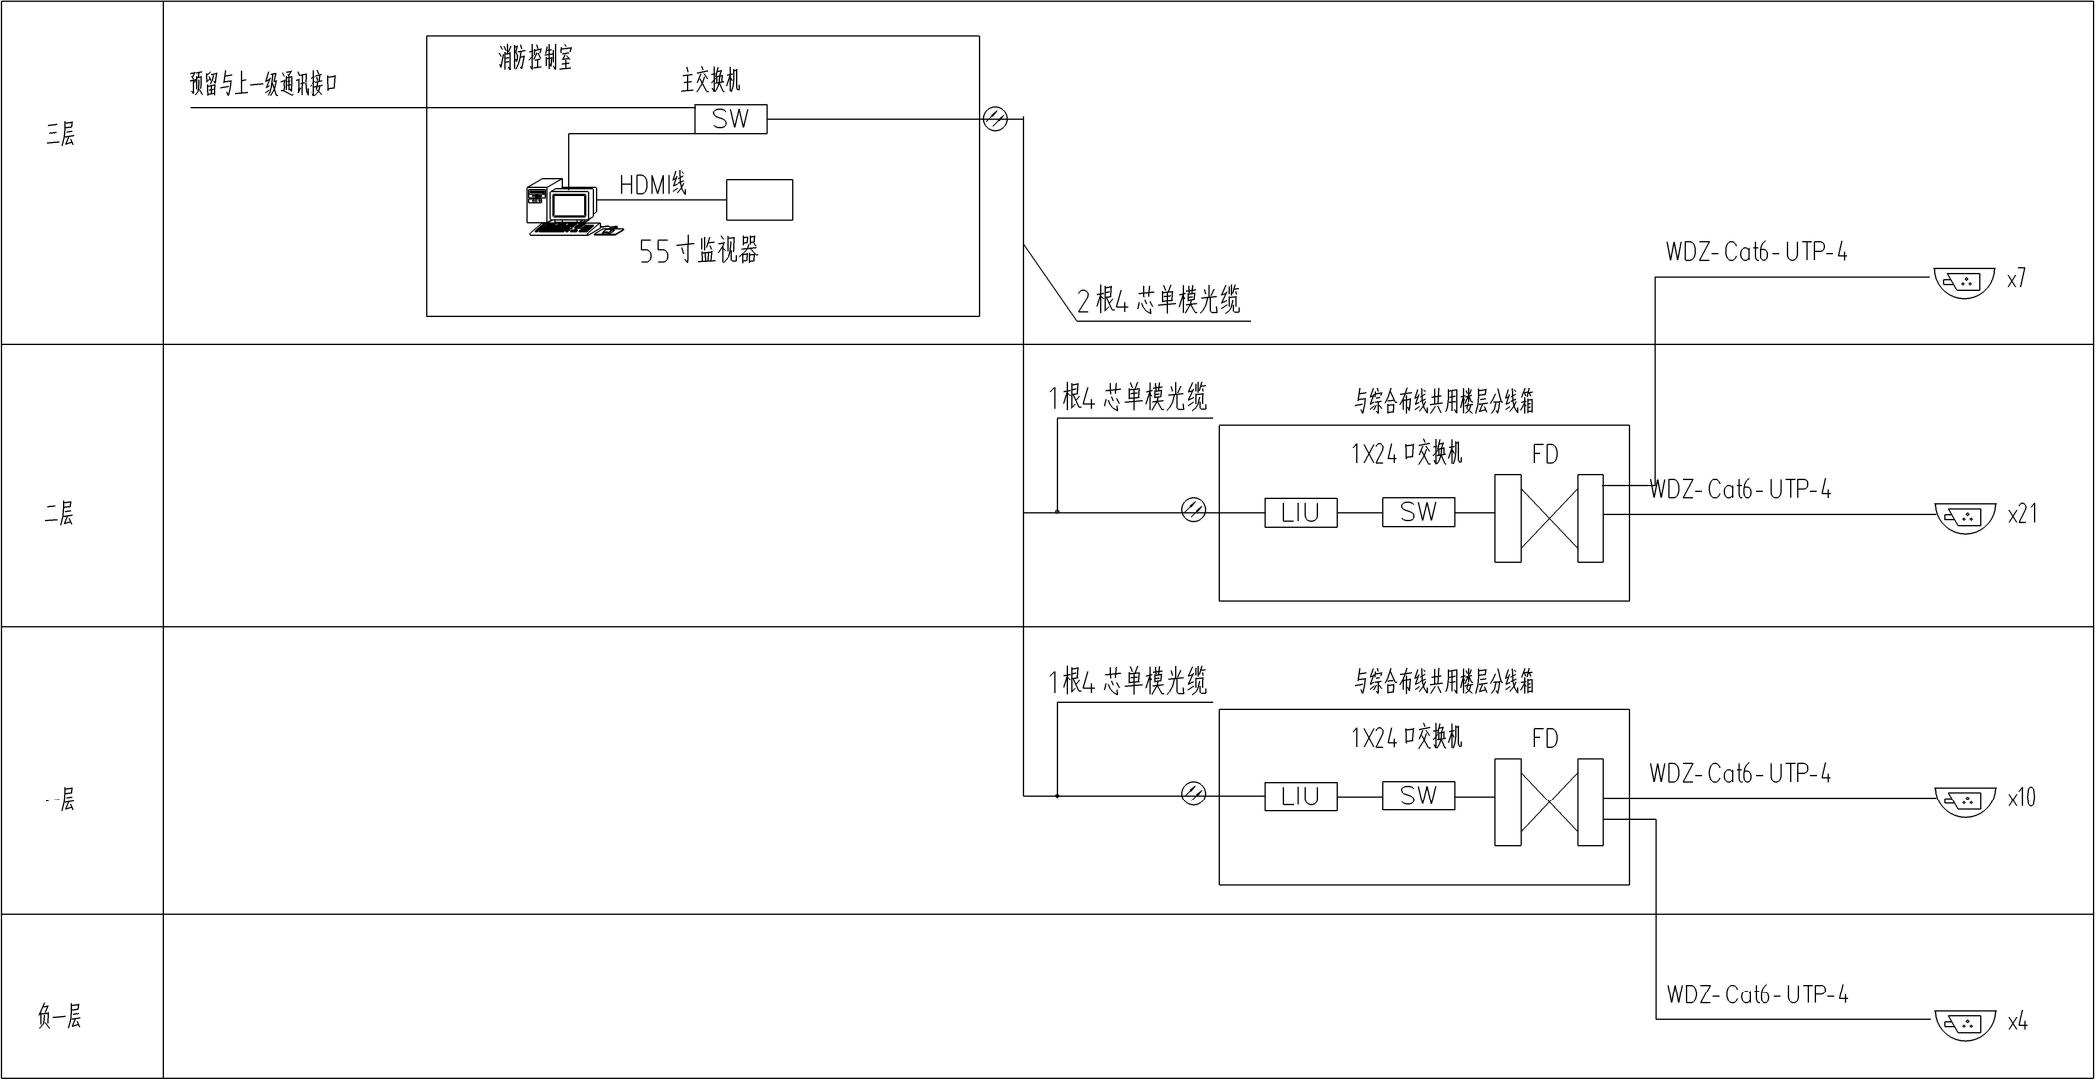 消防控制室
预留与上一级通讯接口
主交换机
SW
三层
HDMI线
55寸监视器
WDZ-Cat6-UTP-4
x7
2根4芯单模光缆
1根4芯单模光缆
与综合布线共用楼层分线箱
1X24口交换机
FD
WDZ-Cat6-UTP-4
二层
LIU
SW
x21
1根4芯单模光缆
与综合布线共用楼层分线箱
1X24口交换机
FD
WDZ-Cat6-UTP-4
一层
LIU
SW
x10
WDZ-Cat6-UTP-4
负一层
x4